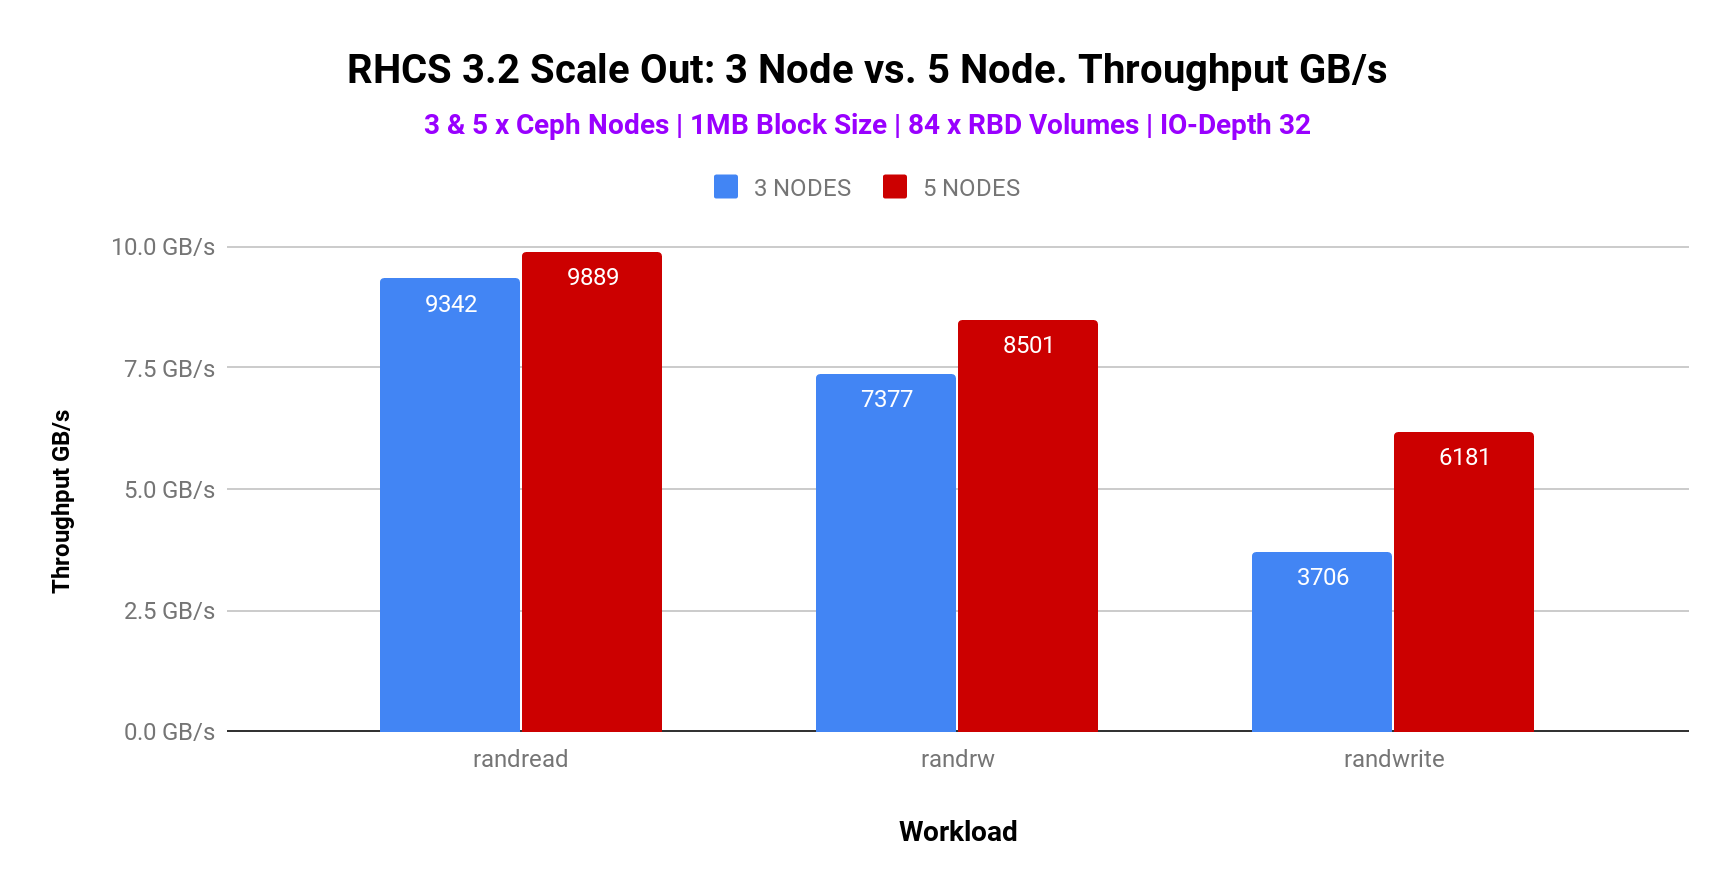 RHCS 3.2 Scale Out: 3 Node vs. 5 Node. Throughput GB/s
3 & 5 x Ceph Nodes | 1MB Block Size | 84 x RBD Volumes | IO-Depth 32
3 NODES 5 NODES
10.0 GB/s
7.5 GB/s
5.0 GB/s
2.5 GB/s
0.0 GB/s
Throughput GB/s
9342
9889
7377
8501
3706
6181
randread randrw randwrite
Workload